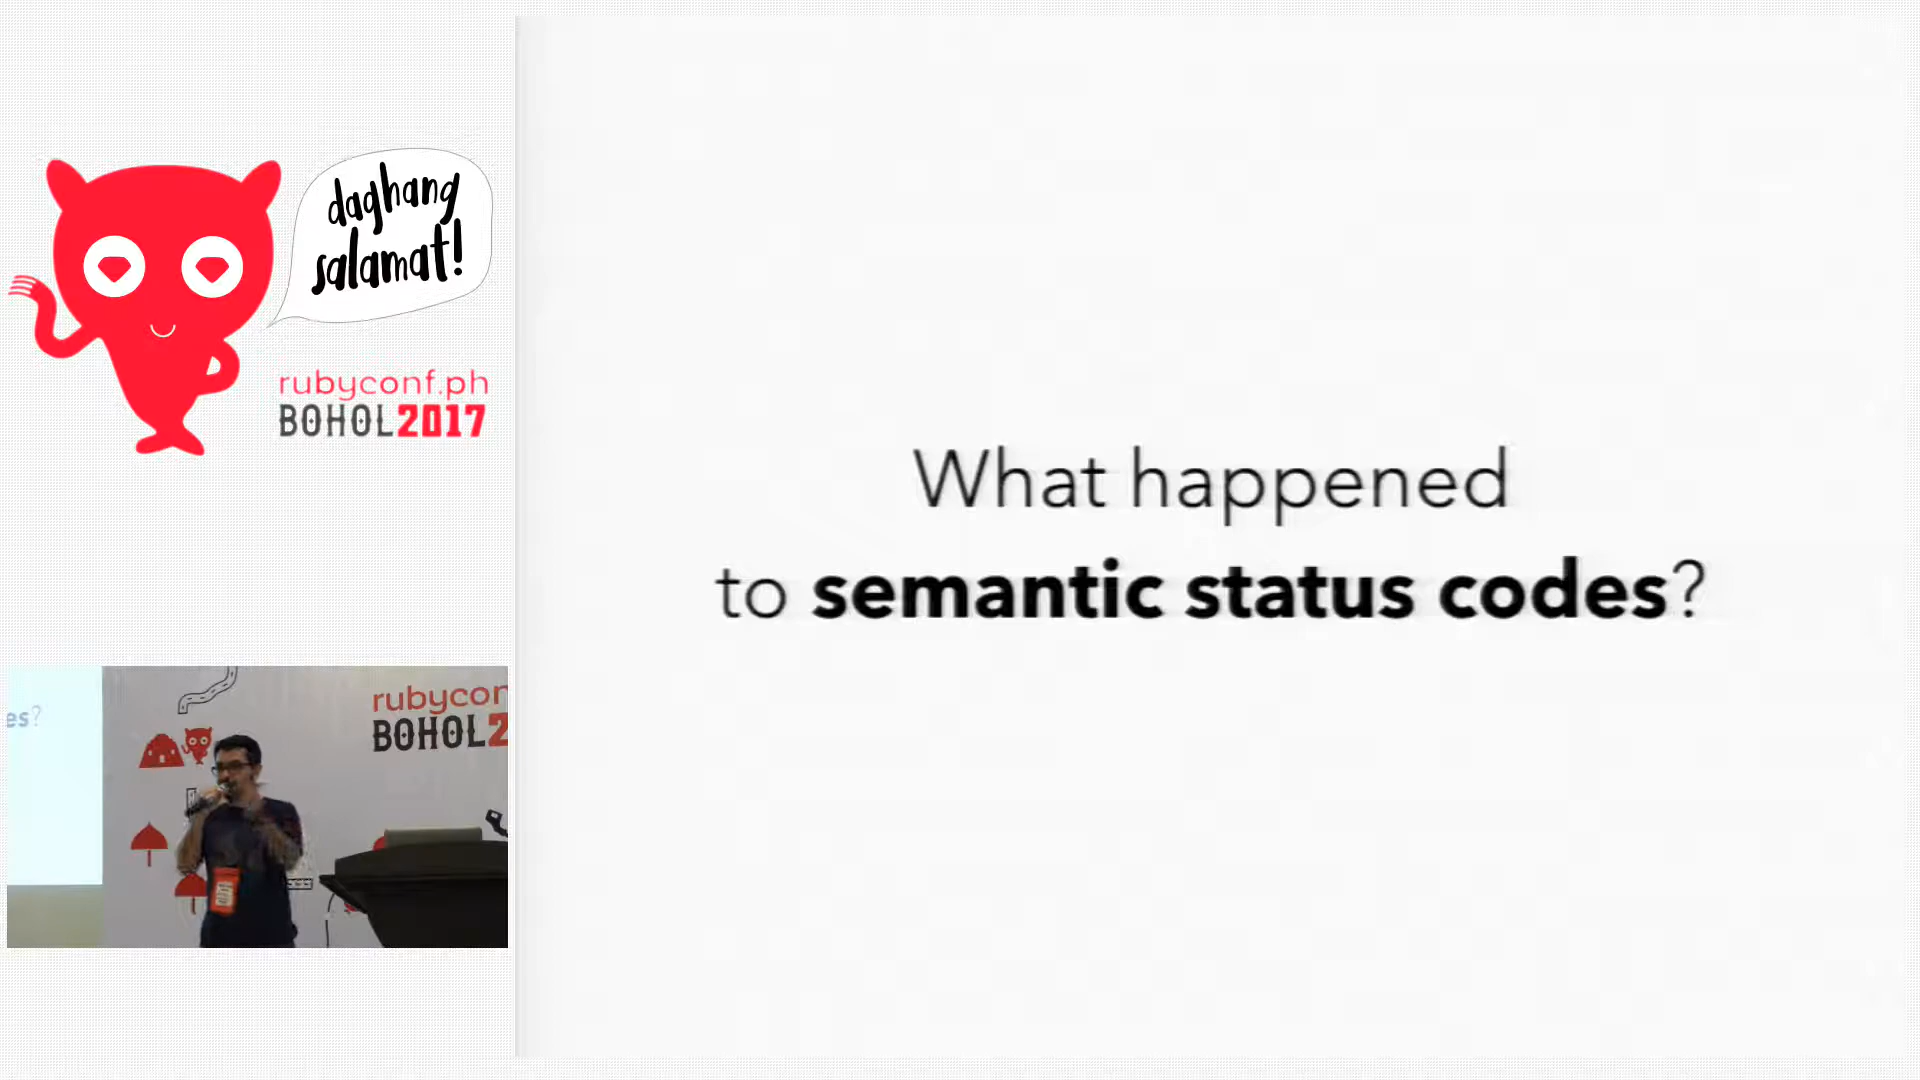 daghang
salamat!
rubyconf.ph
BOHOL2017
What happened
to semantic status codes?
es?
rubycon
BOHOL2